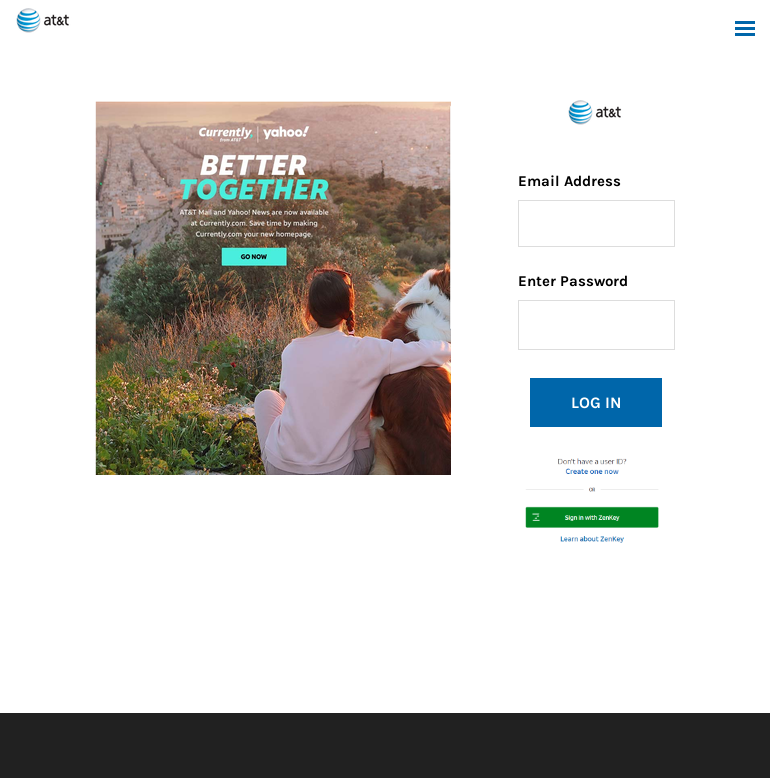 at&t
at&t
Currently
from AT&T
yahoo!
BETTER
TOGETHER
AT&T Mail and Yahoo! News are now available
at Currently.com. Save time by making
Currently.com your new homepage.
GO NOW
Email Address
Enter Password
LOG IN
Don't have a user ID?
Create one now
OR
Sign in with ZenKey
Learn about ZenKey